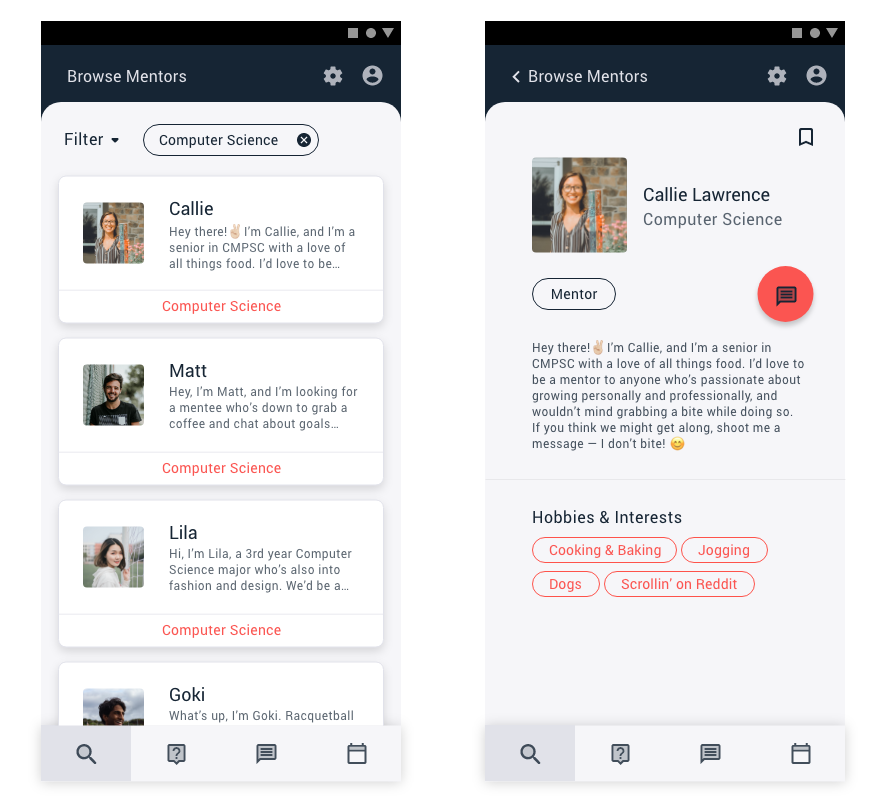 Browse Mentors
Filter
Computer Science
Callie
Hey there!✌🏼I’m Callie, and I’m a
senior in CMPSC with a love of
all things food. I’d love to be…
Computer Science
Matt
Hey, I’m Matt, and I’m looking for
a mentee who’s down to grab a
coffee and chat about goals…
Computer Science
Lila
Hi, I’m Lila, a 3rd year Computer
Science major who’s also into
fashion and design. We’d be a…
Computer Science
Goki
What’s up, I’m Goki. Racquetball
Browse Mentors
Callie Lawrence
Computer Science
Mentor
Hey there!✌🏼I’m Callie, and I’m a senior in
CMPSC with a love of all things food. I’d love to
be a mentor to anyone who’s passionate about
growing personally and professionally, and
wouldn’t mind grabbing a bite while doing so.
If you think we might get along, shoot me a
message — I don’t bite! 😊
Hobbies & Interests
Cooking & Baking
Jogging
Dogs
Scrollin’ on Reddit